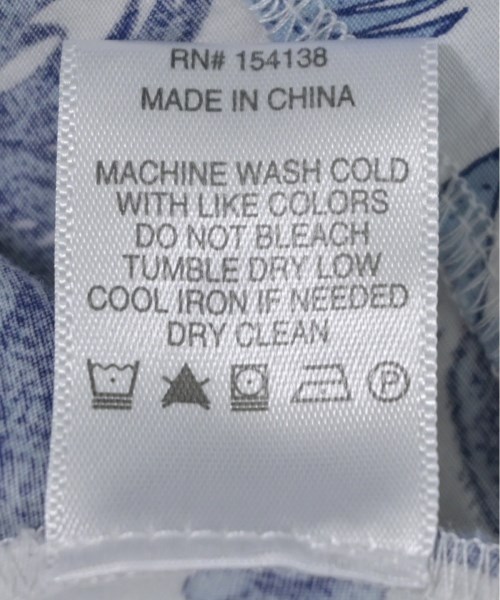 RN# 154138
MADE IN CHINA
MACHINE WASH COLD
WITH LIKE COLORS
DO NOT BLEACH
TUMBLE DRY LOW
COOL IRON IF NEEDED
DRY CLEAN
P